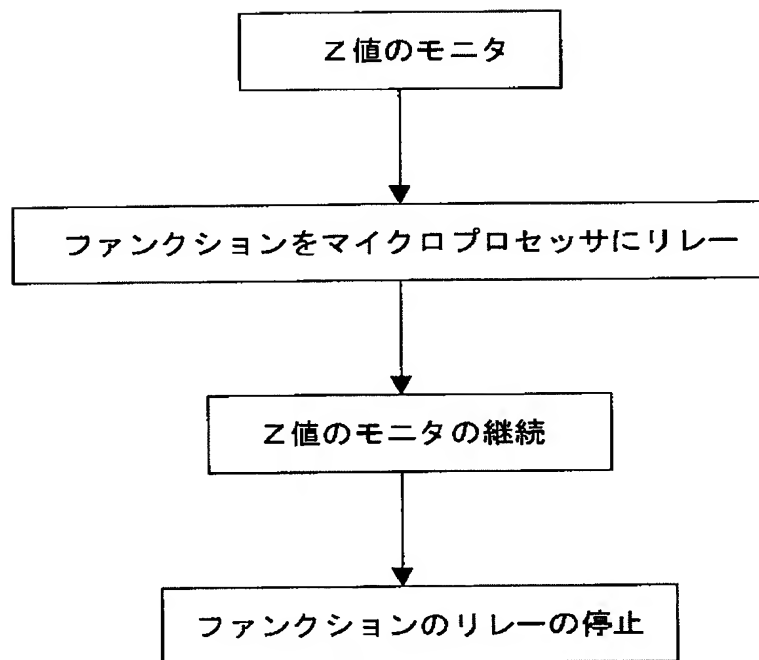 Z値のモニタ
ファンクションをマイクロプロセッサにリレー
Z値のモニタの継続
ファンクションのリレーの停止